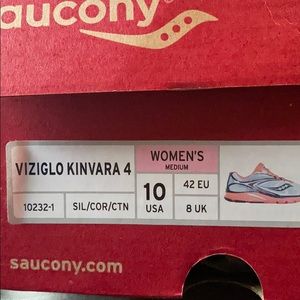 saucony
VIZIGLO KINVARA 4
WOMEN'S
MEDIUM
10232-1
SIL/COR/CTN
10
USA
42 EU
8 UK
saucony.com